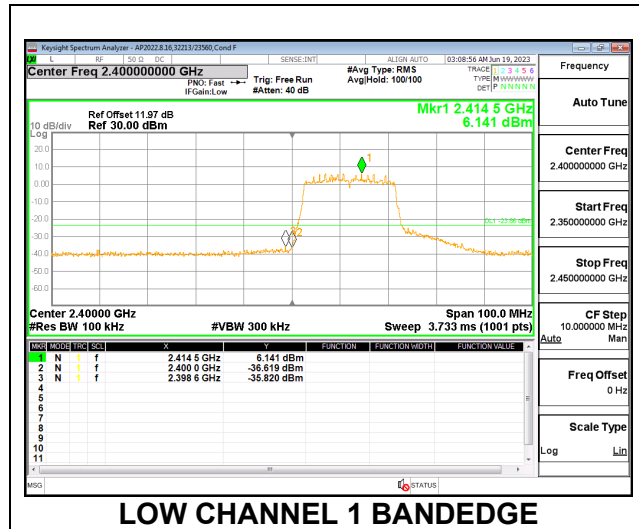 Keysight Spectrum Analyzer - AP2022.8.16,32213/23560,Cond F
L RF 50 Ω DC SENSE:INT ALIGN AUTO 03:08:56 AM Jun 19, 2023
Center Freq 2.400000000 GHz
PNO: Fast
IFGain:Low
Trig: Free Run
#Atten: 40 dB
#Avg Type: RMS
Avg|Hold: 100/100
TRACE 1 2 3 4 5 6
TYPE M W W W W W
DET P N N N N N
Frequency
Auto Tune
Center Freq
2.400000000 GHz
Start Freq
2.350000000 GHz
Stop Freq
2.450000000 GHz
CF Step
10.000000 MHz
Auto Man
Freq Offset
0 Hz
Scale Type
Log Lin
Mkr1 2.414 5 GHz
6.141 dBm
Ref Offset 11.97 dB
10 dB/div Ref 30.00 dBm
Log
20.0
10.0
0.00
-10.0
-20.0
-30.0
-40.0
-50.0
-60.0
1
2
Center 2.40000 GHz Span 100.0 MHz
#Res BW 100 kHz #VBW 300 kHz Sweep 3.733 ms (1001 pts)
MKR MODE TRC SCL X Y FUNCTION FUNCTION WIDTH FUNCTION VALUE
1 N 1 f 2.414 5 GHz 6.141 dBm
2 N 1 f 2.400 0 GHz -36.619 dBm
3 N 1 f 2.398 6 GHz -35.820 dBm
4
5
6
7
8
9
10
11
MSG STATUS
LOW CHANNEL 1 BANDEDGE